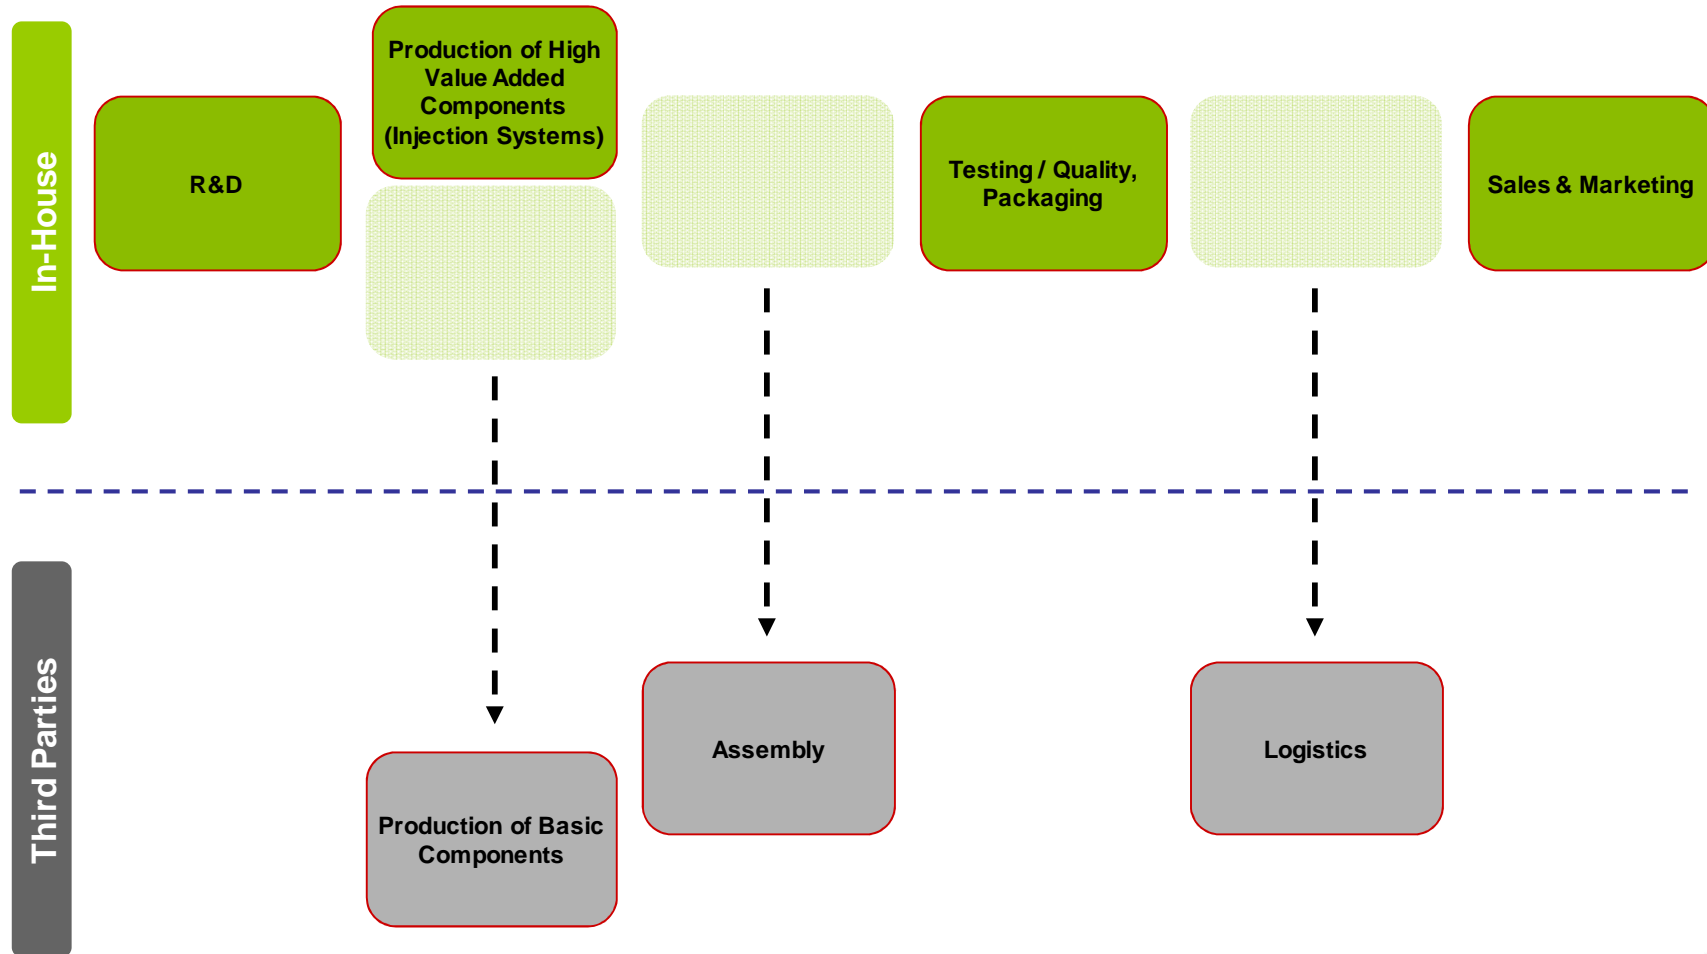 In-House
R&D
Production of High
Value Added
Components
(Injection Systems)
Testing / Quality,
Packaging
Sales & Marketing
Third Parties
Production of Basic
Components
Assembly
Logistics